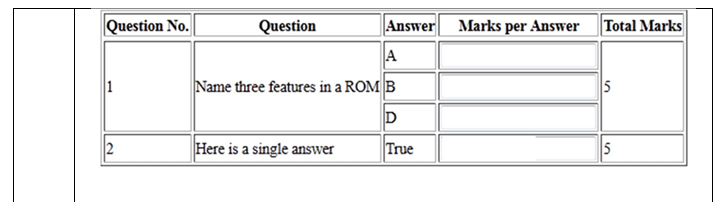 Question No. Question Answer Marks per Answer Total Marks
1 Name three features in a ROM A 5
B
D
2 Here is a single answer True 5